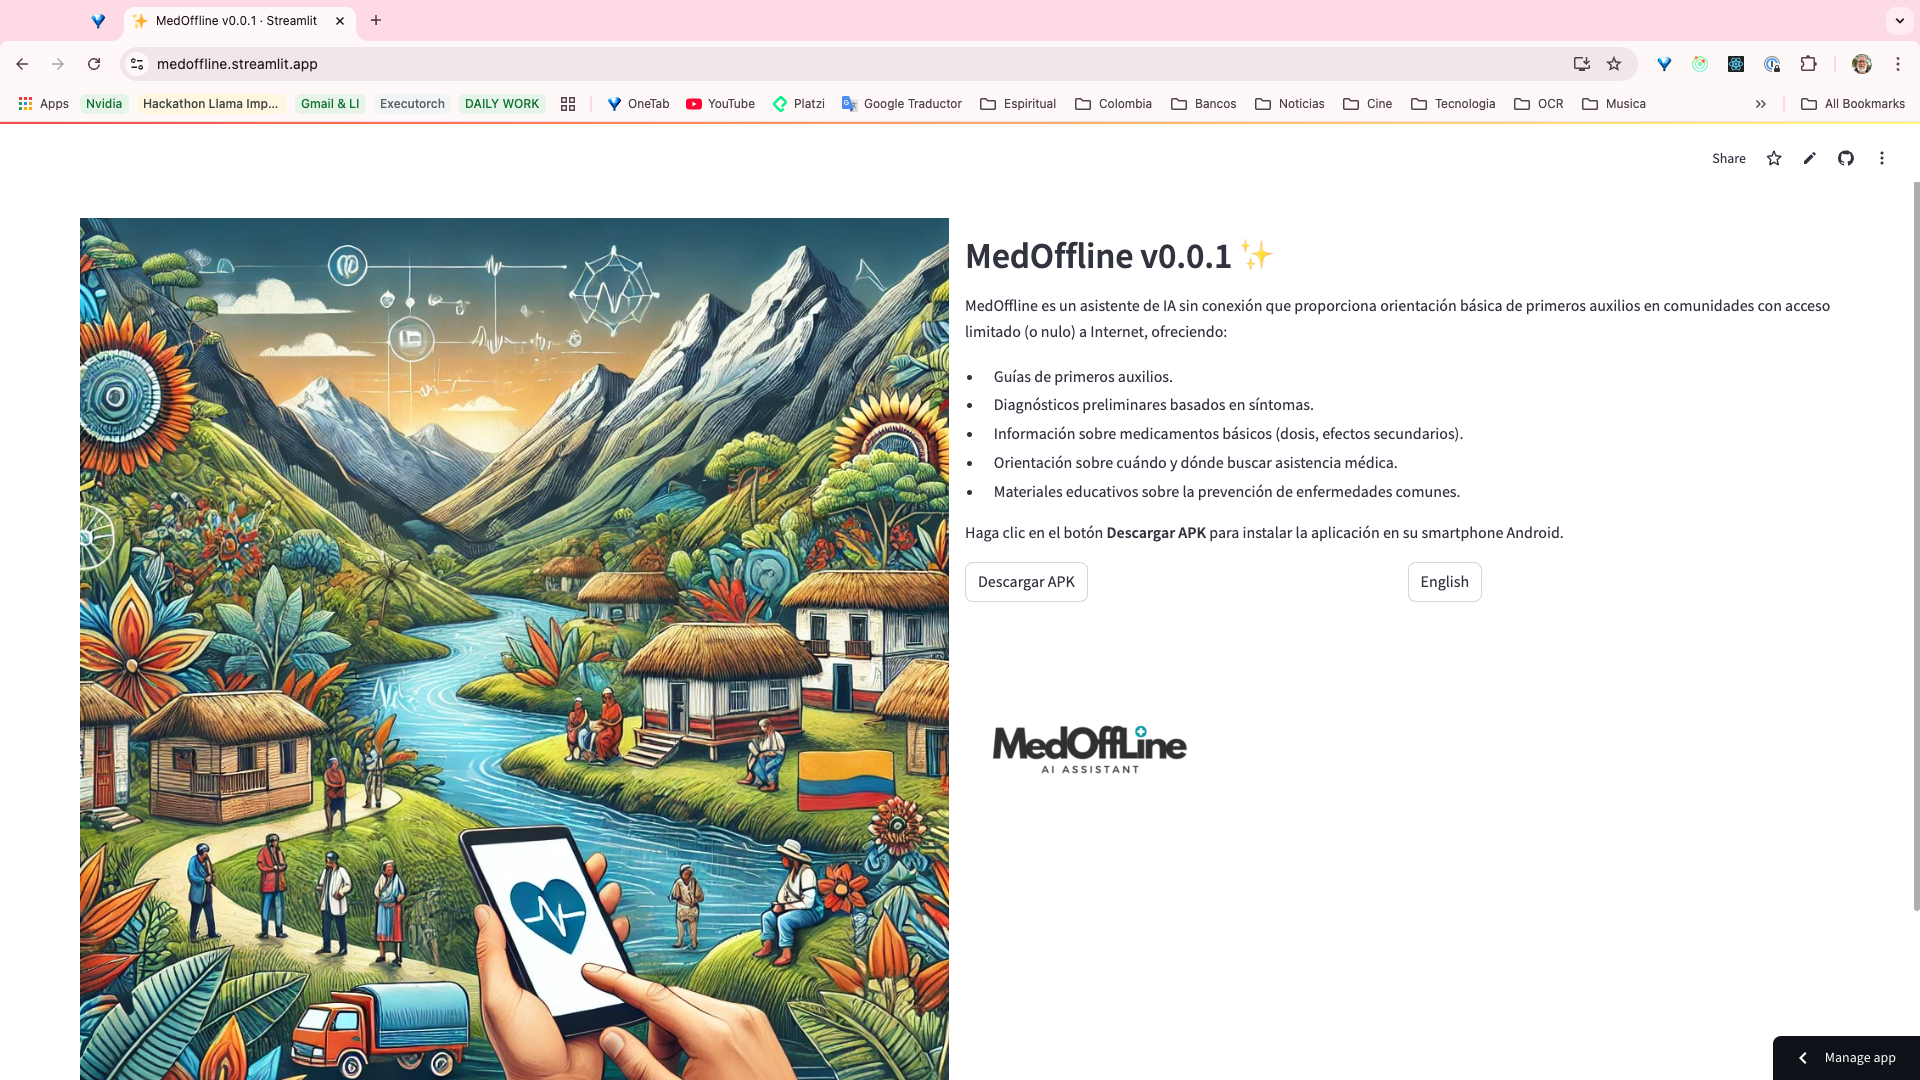 MedOffline v0.0.1 · Streamlit
medoffline.streamlit.app
Apps Nvidia Hackathon Llama Imp... Gmail & LI Executorch DAILY WORK OneTab YouTube Platzi Google Traductor Espiritual Colombia Bancos Noticias Cine Tecnologia OCR Musica All Bookmarks
Share
MedOffline v0.0.1 ✨
MedOffline es un asistente de IA sin conexión que proporciona orientación básica de primeros auxilios en comunidades con acceso
limitado (o nulo) a Internet, ofreciendo:
• Guías de primeros auxilios.
• Diagnósticos preliminares basados en síntomas.
• Información sobre medicamentos básicos (dosis, efectos secundarios).
• Orientación sobre cuándo y dónde buscar asistencia médica.
• Materiales educativos sobre la prevención de enfermedades comunes.
Haga clic en el botón Descargar APK para instalar la aplicación en su smartphone Android.
Descargar APK English
MedOffLine
AI ASSISTANT
Manage app